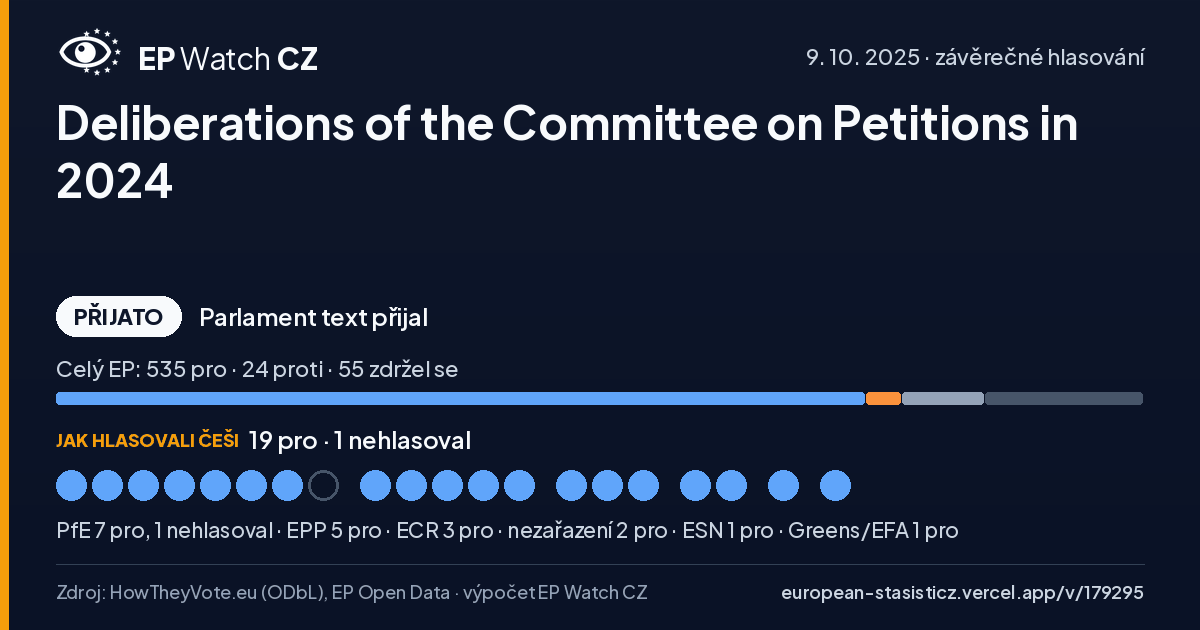 EP Watch CZ
9. 10. 2025 · závěrečné hlasování
Deliberations of the Committee on Petitions in
2024
PŘIJATO Parlament text přijal
Celý EP: 535 pro · 24 proti · 55 zdržel se
JAK HLASOVALI ČEŠI 19 pro · 1 nehlasoval
PfE 7 pro, 1 nehlasoval · EPP 5 pro · ECR 3 pro · nezařazení 2 pro · ESN 1 pro · Greens/EFA 1 pro
Zdroj: HowTheyVote.eu (ODbL), EP Open Data · výpočet EP Watch CZ
european-stasisticz.vercel.app/v/179295